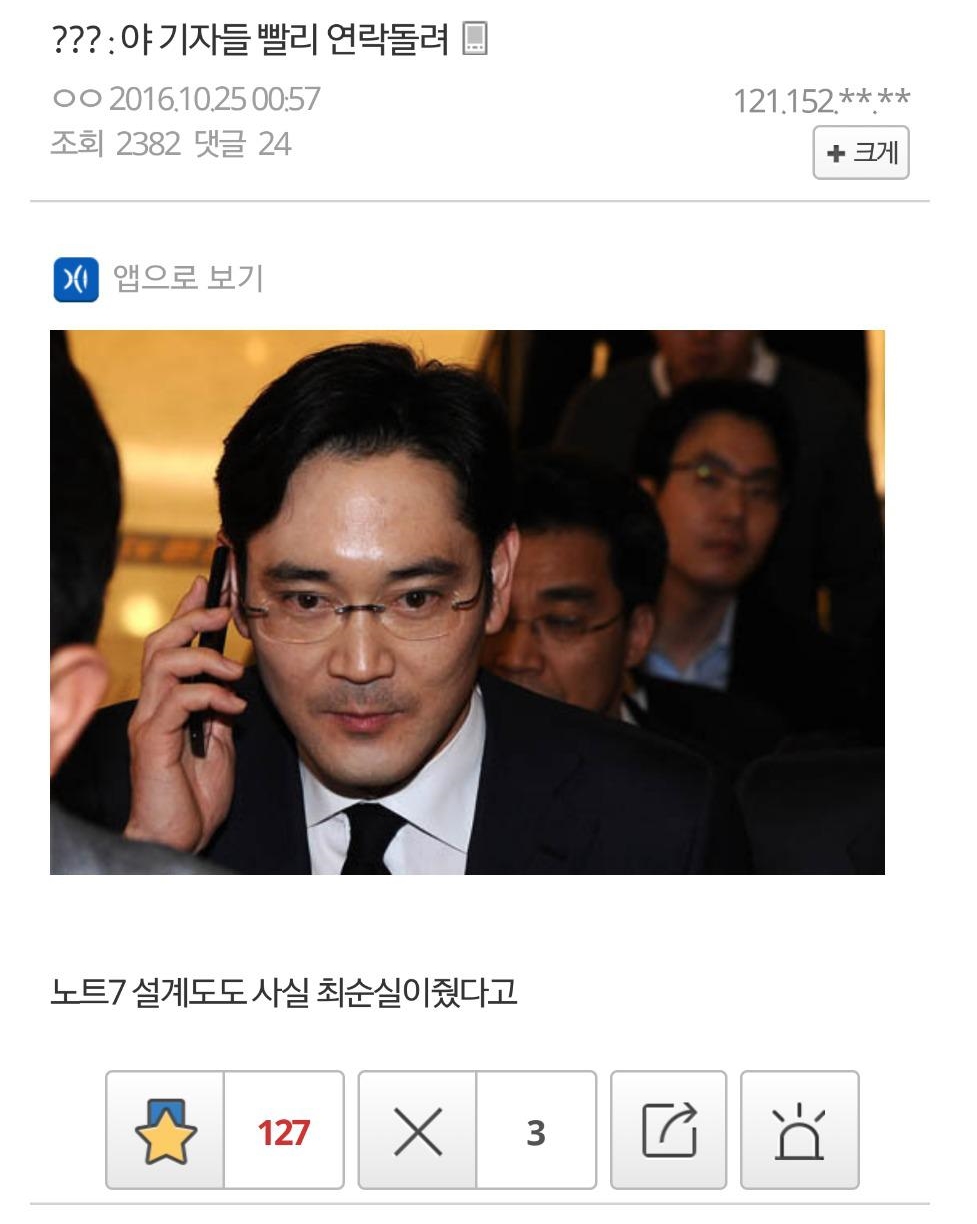 ??? : 야 기자들 빨리 연락돌려
ㅇㅇ 2016.10.25 00:57
121.152.**.**
조회 2382 댓글 24
+ 크게
앱으로 보기
노트7 설계도도 사실 최순실이줬다고
127
3